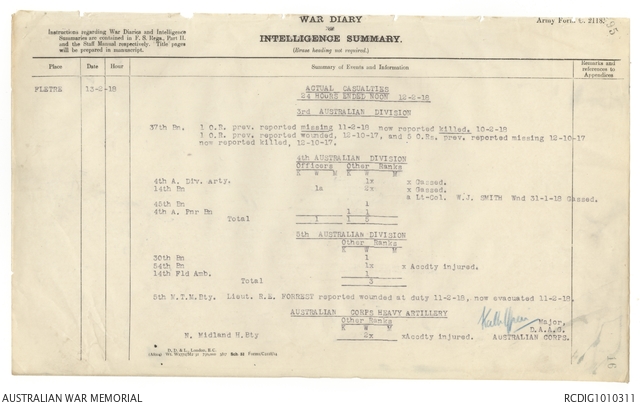 WAR DIARY
or
INTELLIGENCE SUMMARY.
(Erase heading not required.)
Army Form C. 2118.
Instructions regarding War Diaries and Intelligence
Summaries are contained in F. S. Regs., Part II.
and the Staff Manual respectively. Title pages
will be prepared in manuscript.
Place Date Hour Summary of Events and Information Remarks and references to Appendices
FLETRE 13-2-18 ACTUAL CASUALTIES
24 HOURS ENDED NOON 12-2-18
3rd AUSTRALIAN DIVISION
37th Bn. 1 O.R. prev. reported missing 11-2-18 now reported killed. 10-2-18
1 O.R. prev. reported wounded, 12-10-17, and 5 O.Rs. prev. reported missing 12-10-17
now reported killed, 12-10-17.
4th AUSTRALIAN DIVISION
Officers Other Ranks
K W M K W M
4th A. Div. Arty. 1x x Gassed.
14th Bn 1ø 2x x Gassed.
Lt-Col. W.J. SMITH Wnd 31-1-18 Gassed.
45th Bn 1
4th A. Pnr Bn 1 1
Total 1 1 5
5th AUSTRALIAN DIVISION
Other Ranks
K W M
30th Bn 1
54th Bn 1x x Accdty injured.
14th Fld Amb. 1
Total 3
5th M.T.M.Bty. Lieut. R.E. FORREST reported wounded at duty 11-2-18, now evacuated 11-2-18.
AUSTRALIAN CORPS HEAVY ARTILLERY
Other Ranks
K W M
N. Midland H.Bty 2x xAccdty injured.
Major,
D.A.A.G.
AUSTRALIAN CORPS.
D. D. & L., London, E.C.
16
AUSTRALIAN WAR MEMORIAL
RCDIG1010311